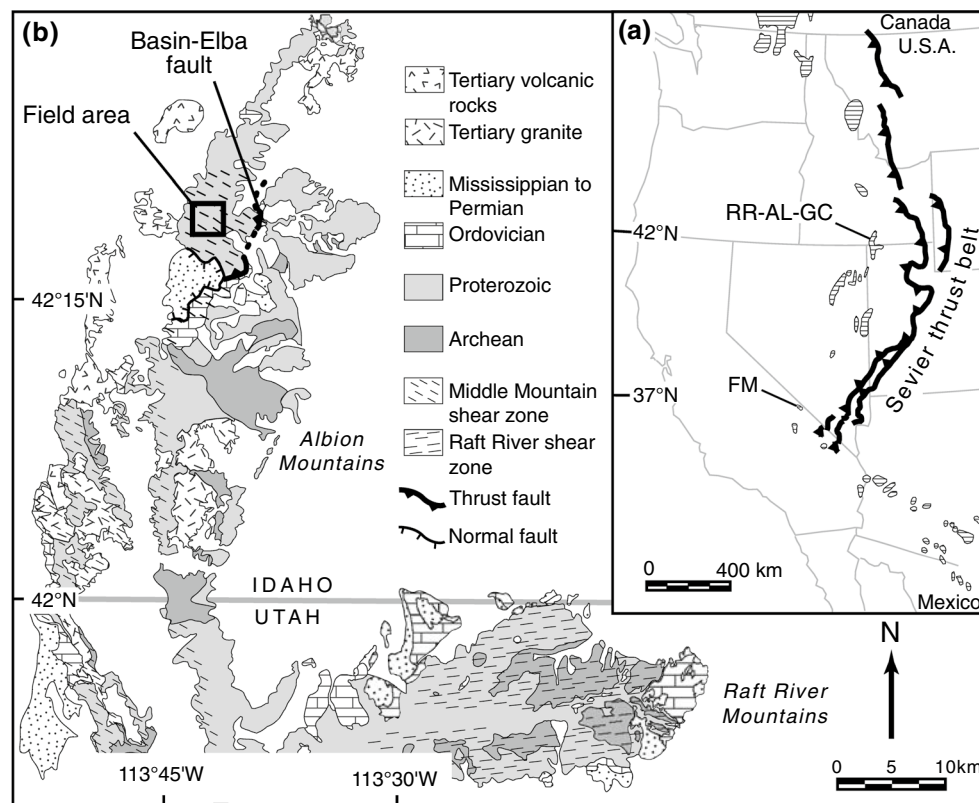 (b)
Basin-Elba
fault
Field area
Tertiary volcanic
rocks
Tertiary granite
Mississippian to
Permian
Ordovician
Proterozoic
Archean
Middle Mountain
shear zone
Raft River shear
zone
Thrust fault
Normal fault
42°15'N
Albion
Mountains
IDAHO
42°N
UTAH
Raft River
Mountains
113°45'W
113°30'W
N
0 5 10km
(a)
Canada
U.S.A.
RR-AL-GC
42°N
Sevier thrust belt
37°N
FM
0 400 km
Mexico